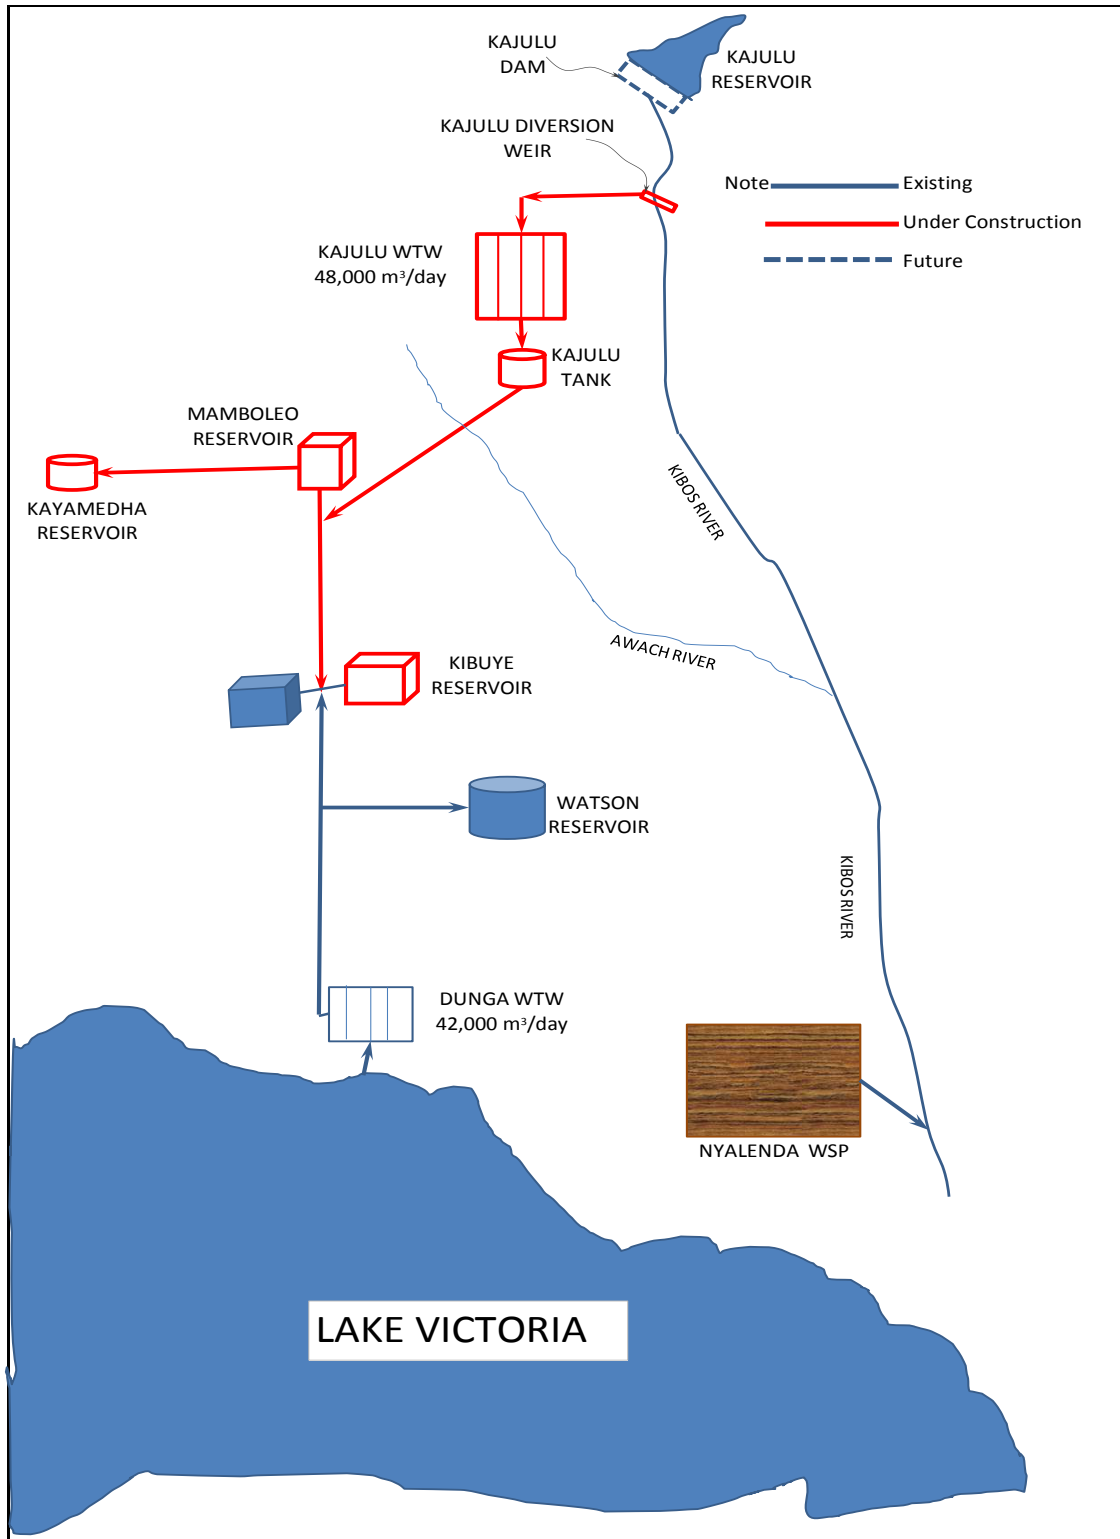 KAJULU
DAM
KAJULU
RESERVOIR
KAJULU DIVERSION
WEIR
Note
Existing
Under Construction
Future
KAJULU WTW
48,000 m³/day
KAJULU
TANK
MAMBOLEO
RESERVOIR
KAYAMEDHA
RESERVOIR
KIBOS RIVER
AWACH RIVER
KIBUYE
RESERVOIR
WATSON
RESERVOIR
KIBOS RIVER
DUNGA WTW
42,000 m³/day
NYALENDA WSP
LAKE VICTORIA